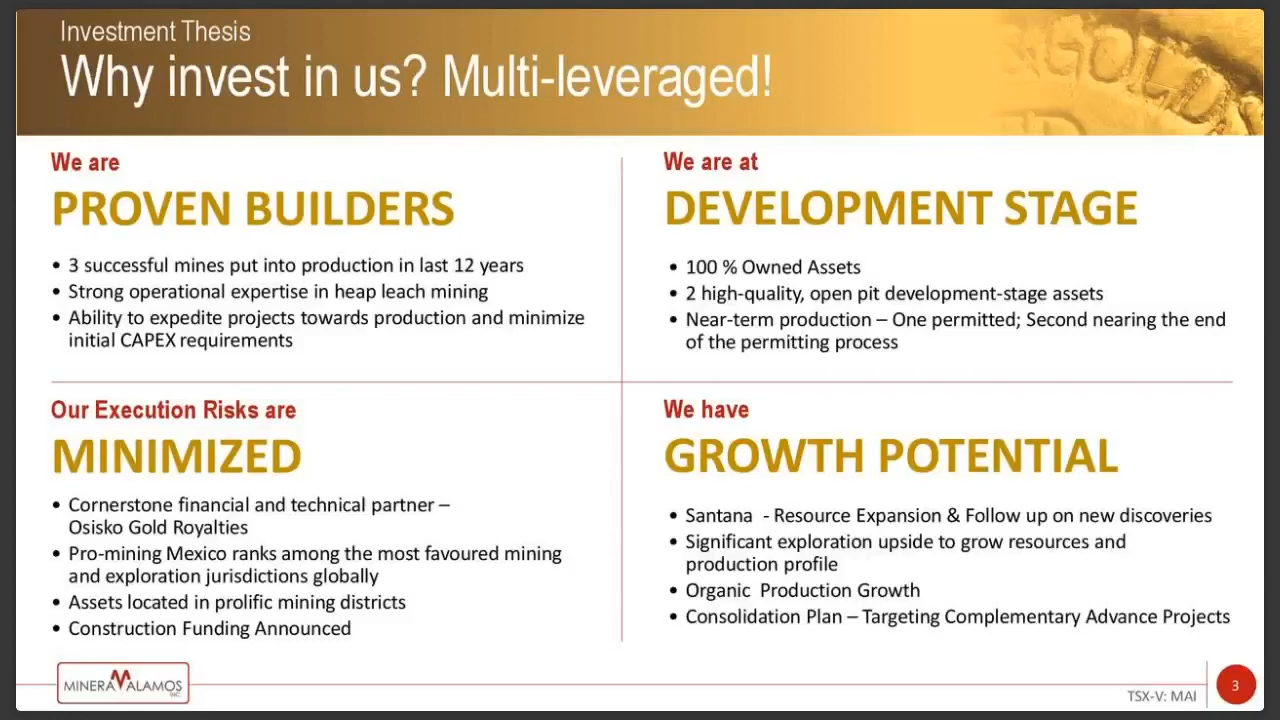 Investment Thesis
Why invest in us? Multi-leveraged!
GOLD
We are
PROVEN BUILDERS
• 3 successful mines put into production in last 12 years
• Strong operational expertise in heap leach mining
• Ability to expedite projects towards production and minimize
initial CAPEX requirements
We are at
DEVELOPMENT STAGE
• 100 % Owned Assets
• 2 high-quality, open pit development-stage assets
• Near-term production – One permitted; Second nearing the end
of the permitting process
Our Execution Risks are
MINIMIZED
• Cornerstone financial and technical partner –
Osisko Gold Royalties
• Pro-mining Mexico ranks among the most favoured mining
and exploration jurisdictions globally
• Assets located in prolific mining districts
• Construction Funding Announced
We have
GROWTH POTENTIAL
• Santana  - Resource Expansion & Follow up on new discoveries
• Significant exploration upside to grow resources and
production profile
• Organic  Production Growth
• Consolidation Plan – Targeting Complementary Advance Projects
MINERA ALAMOS
INC.
TSX-V: MAI
3